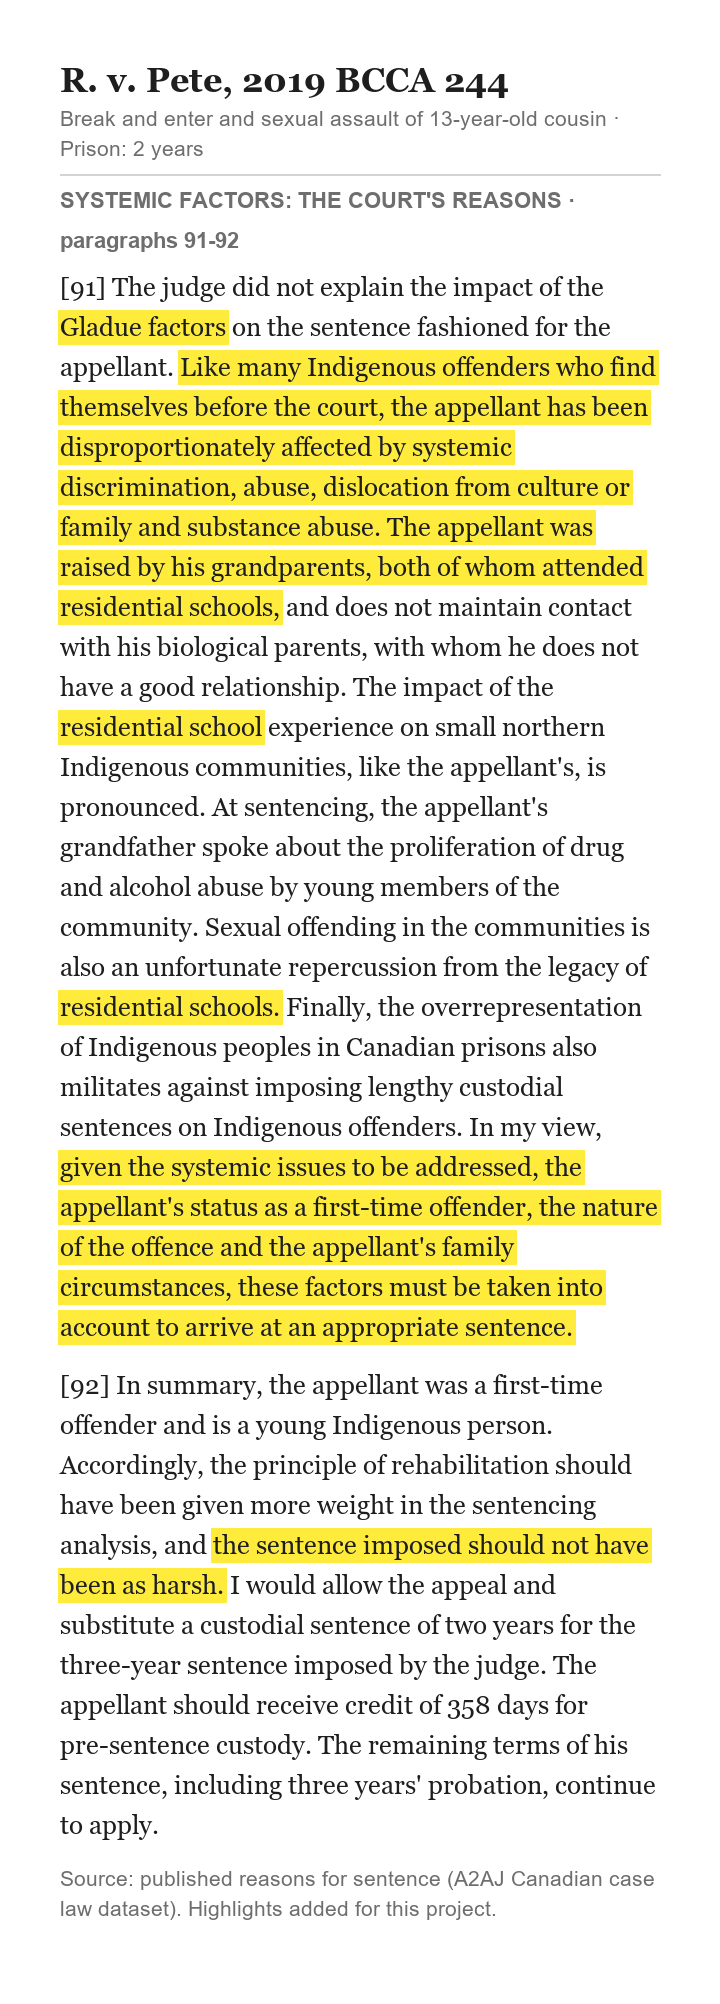 R. v. Pete, 2019 BCCA 244
Break and enter and sexual assault of 13-year-old cousin ·
Prison: 2 years
SYSTEMIC FACTORS: THE COURT'S REASONS ·
paragraphs 91-92
[91] The judge did not explain the impact of the
Gladue factors on the sentence fashioned for the
appellant. Like many Indigenous offenders who find
themselves before the court, the appellant has been
disproportionately affected by systemic
discrimination, abuse, dislocation from culture or
family and substance abuse. The appellant was
raised by his grandparents, both of whom attended
residential schools, and does not maintain contact
with his biological parents, with whom he does not
have a good relationship. The impact of the
residential school experience on small northern
Indigenous communities, like the appellant's, is
pronounced. At sentencing, the appellant's
grandfather spoke about the proliferation of drug
and alcohol abuse by young members of the
community. Sexual offending in the communities is
also an unfortunate repercussion from the legacy of
residential schools. Finally, the overrepresentation
of Indigenous peoples in Canadian prisons also
militates against imposing lengthy custodial
sentences on Indigenous offenders. In my view,
given the systemic issues to be addressed, the
appellant's status as a first-time offender, the nature
of the offence and the appellant's family
circumstances, these factors must be taken into
account to arrive at an appropriate sentence.
[92] In summary, the appellant was a first-time
offender and is a young Indigenous person.
Accordingly, the principle of rehabilitation should
have been given more weight in the sentencing
analysis, and the sentence imposed should not have
been as harsh. I would allow the appeal and
substitute a custodial sentence of two years for the
three-year sentence imposed by the judge. The
appellant should receive credit of 358 days for
pre-sentence custody. The remaining terms of his
sentence, including three years' probation, continue
to apply.
Source: published reasons for sentence (A2AJ Canadian case
law dataset). Highlights added for this project.